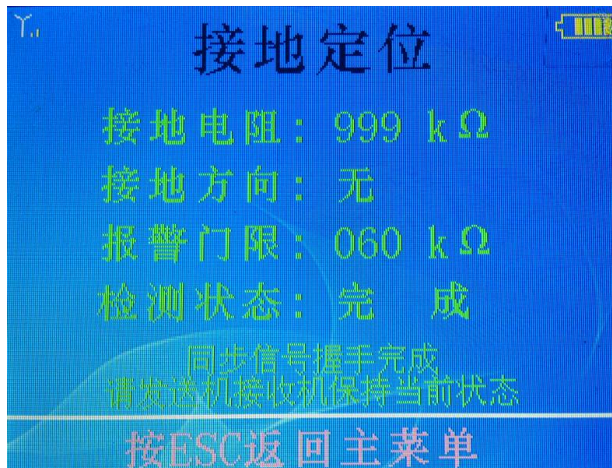 接地定位
接地电阻: 999 kΩ
接地方向: 无
报警门限: 060 kΩ
检测状态: 完 成
同步信号握手完成
请发送机接收机保持当前状态
按ESC返回主菜单